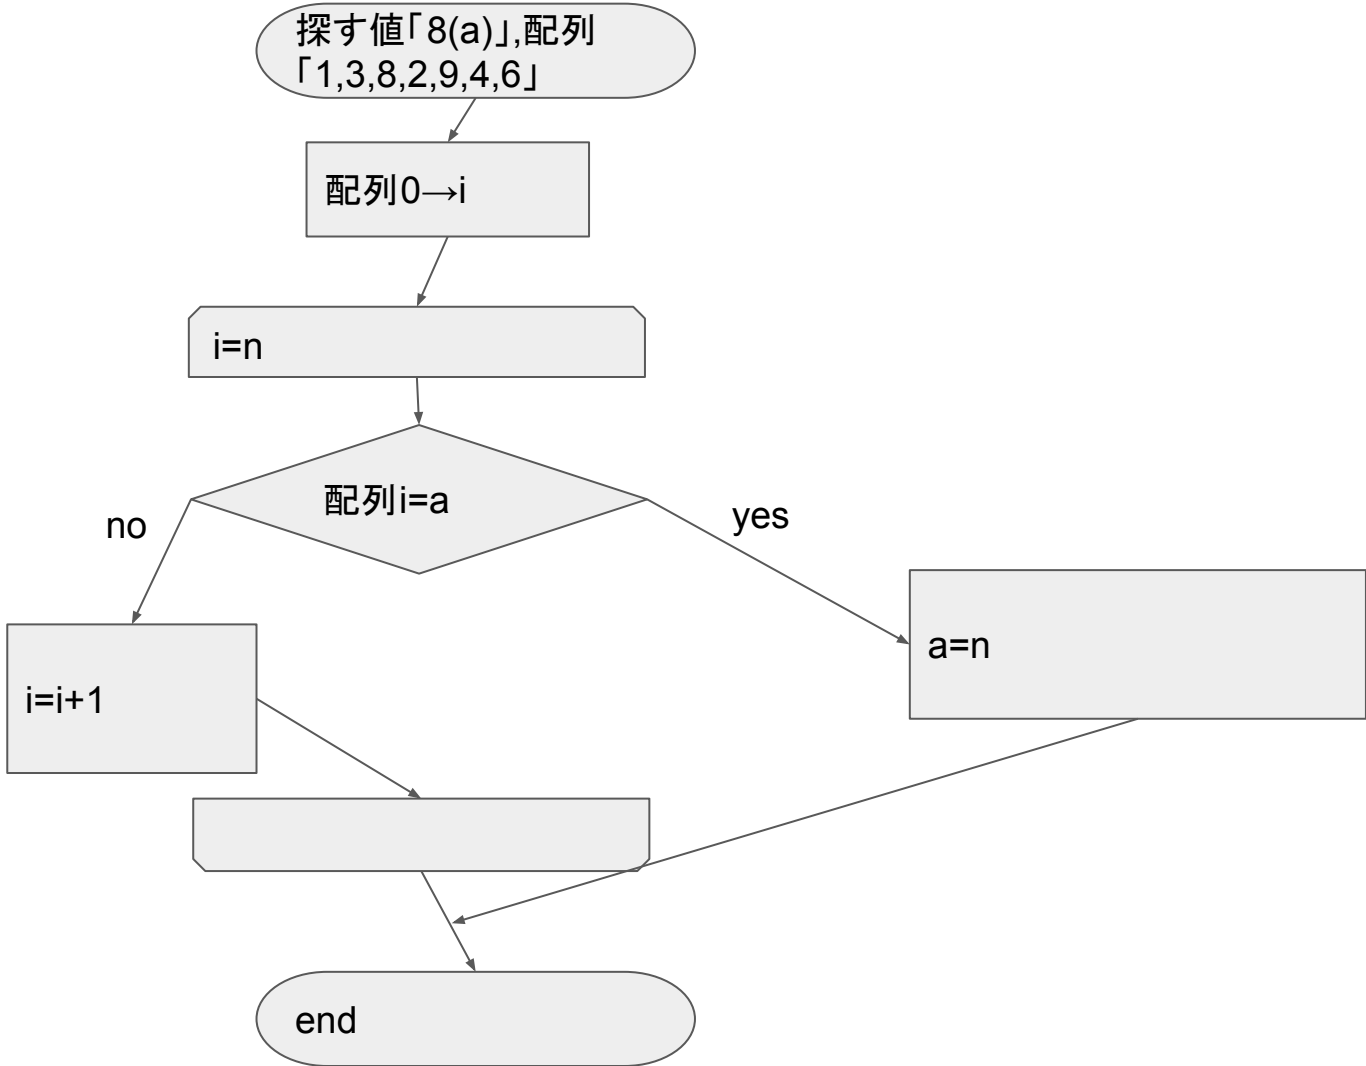 探す値「8(a)」,配列
「1,3,8,2,9,4,6」
配列0→i
i=n
配列i=a
no
yes
a=n
i=i+1
end